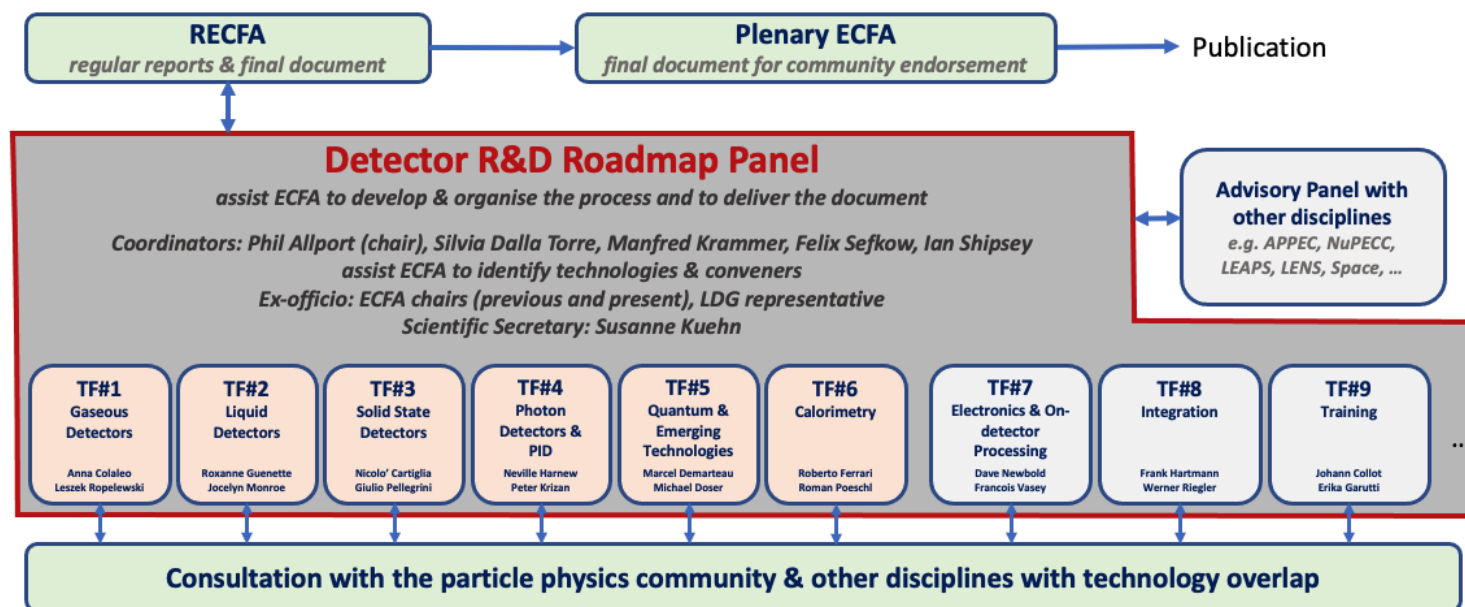 RECFA
regular reports & final document
Plenary ECFA
final document for community endorsement
Publication
Detector R&D Roadmap Panel
assist ECFA to develop & organise the process and to deliver the document
Coordinators: Phil Allport (chair), Silvia Dalla Torre, Manfred Krammer, Felix Sefkow, Ian Shipsey
assist ECFA to identify technologies & conveners
Ex-officio: ECFA chairs (previous and present), LDG representative
Scientific Secretary: Susanne Kuehn
Advisory Panel with
other disciplines
e.g. APPEC, NuPECC,
LEAPS, LENS, Space, ...
TF#1
Gaseous
Detectors
Anna Colaleo
Leszek Ropelewski
TF#2
Liquid
Detectors
Roxanne Guenette
Jocelyn Monroe
TF#3
Solid State
Detectors
Nicolo' Cartiglia
Giulio Pellegrini
TF#4
Photon
Detectors &
PID
Neville Harnew
Peter Krizan
TF#5
Quantum &
Emerging
Technologies
Marcel Demarteau
Michael Doser
TF#6
Calorimetry
Roberto Ferrari
Roman Poeschl
TF#7
Electronics & On-
detector
Processing
Dave Newbold
Francois Vasey
TF#8
Integration
Frank Hartmann
Werner Riegler
TF#9
Training
Johann Collot
Erika Garutti
...
Consultation with the particle physics community & other disciplines with technology overlap